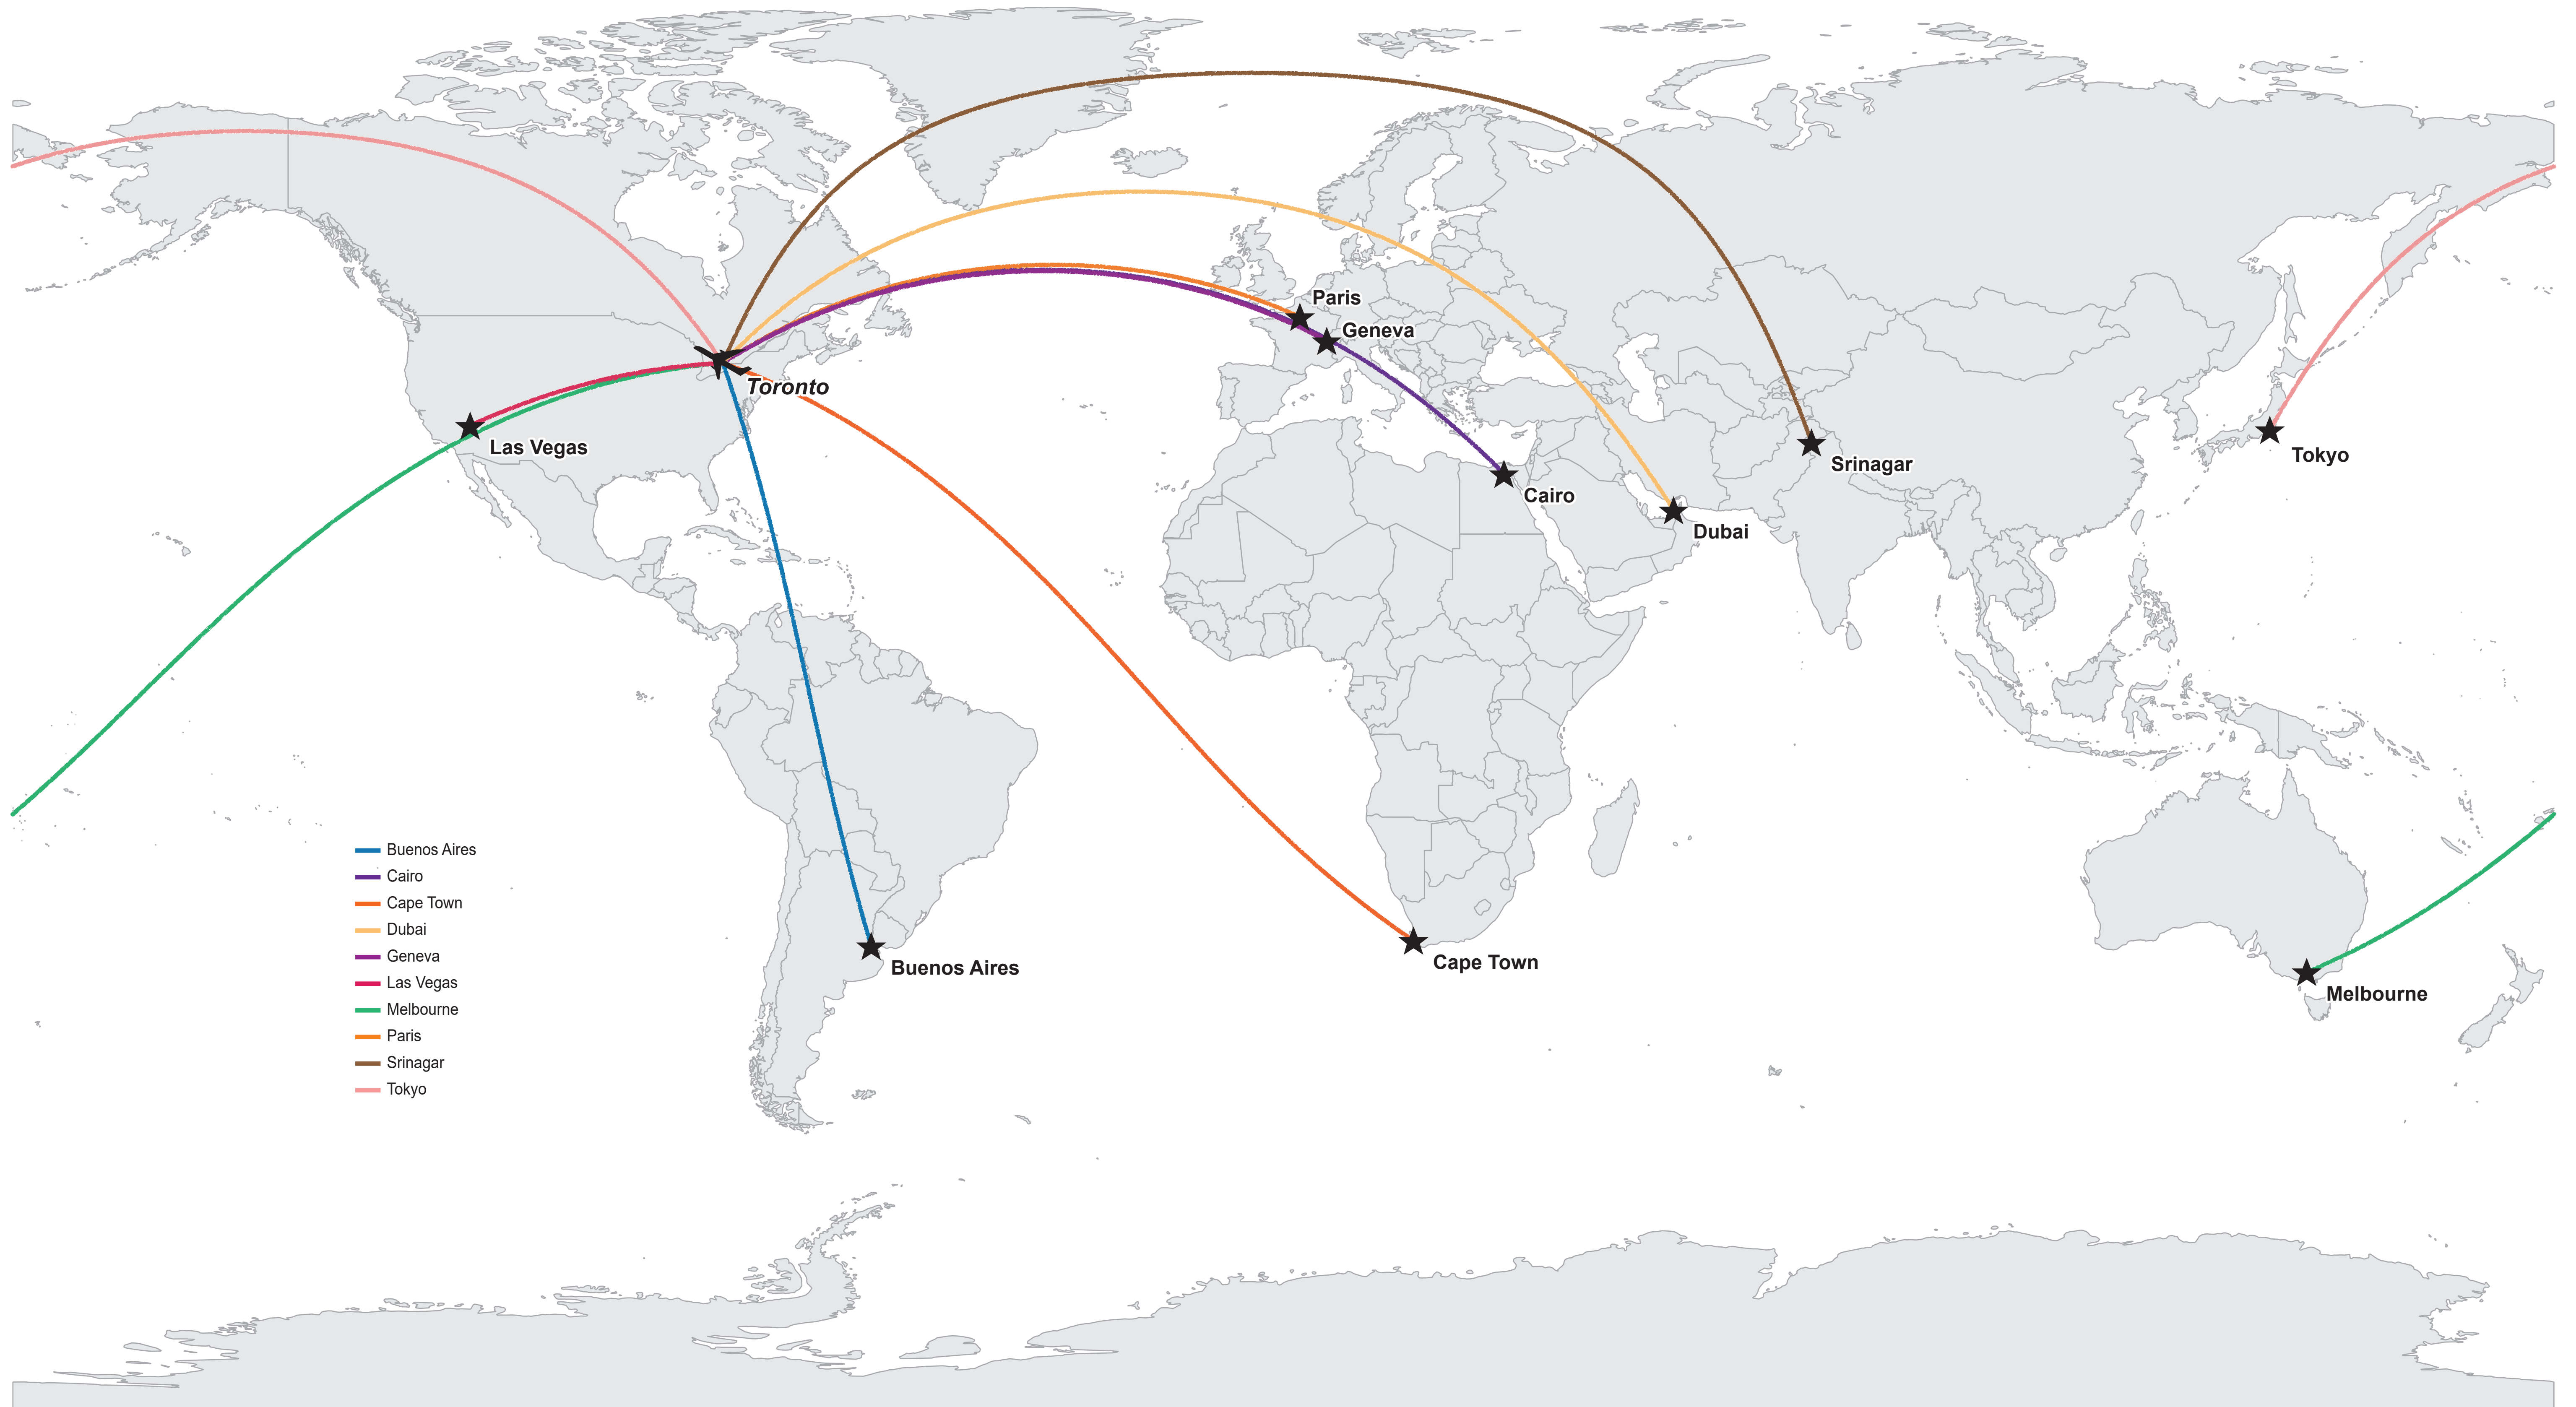 Paris
Geneva
Toronto
Las Vegas
Tokyo
Srinagar
Cairo
Dubai
Buenos Aires
Cairo
Cape Town
Dubai
Geneva
Las Vegas
Melbourne
Paris
Srinagar
Tokyo
Buenos Aires
Cape Town
Melbourne